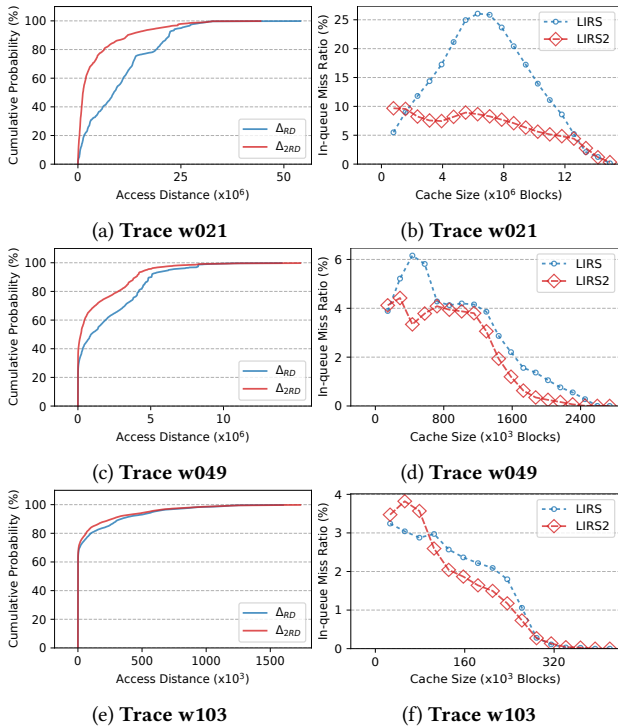 Cumulative Probability (%)
100
80
60
40
20
0
Δ_RD
Δ_2RD
0
25
50
Access Distance (x10⁶)
(a) Trace w021
In-queue Miss Ratio (%)
25
20
15
10
5
0
LIRS
LIRS2
0
4
8
12
Cache Size (x10⁶ Blocks)
(b) Trace w021
Cumulative Probability (%)
100
80
60
40
20
0
Δ_RD
Δ_2RD
0
5
10
Access Distance (x10⁶)
(c) Trace w049
In-queue Miss Ratio (%)
6
4
2
0
LIRS
LIRS2
0
800
1600
2400
Cache Size (x10³ Blocks)
(d) Trace w049
Cumulative Probability (%)
100
80
60
40
20
0
Δ_RD
Δ_2RD
0
500
1000
1500
Access Distance (x10³)
(e) Trace w103
In-queue Miss Ratio (%)
4
3
2
1
0
LIRS
LIRS2
0
160
320
Cache Size (x10³ Blocks)
(f) Trace w103